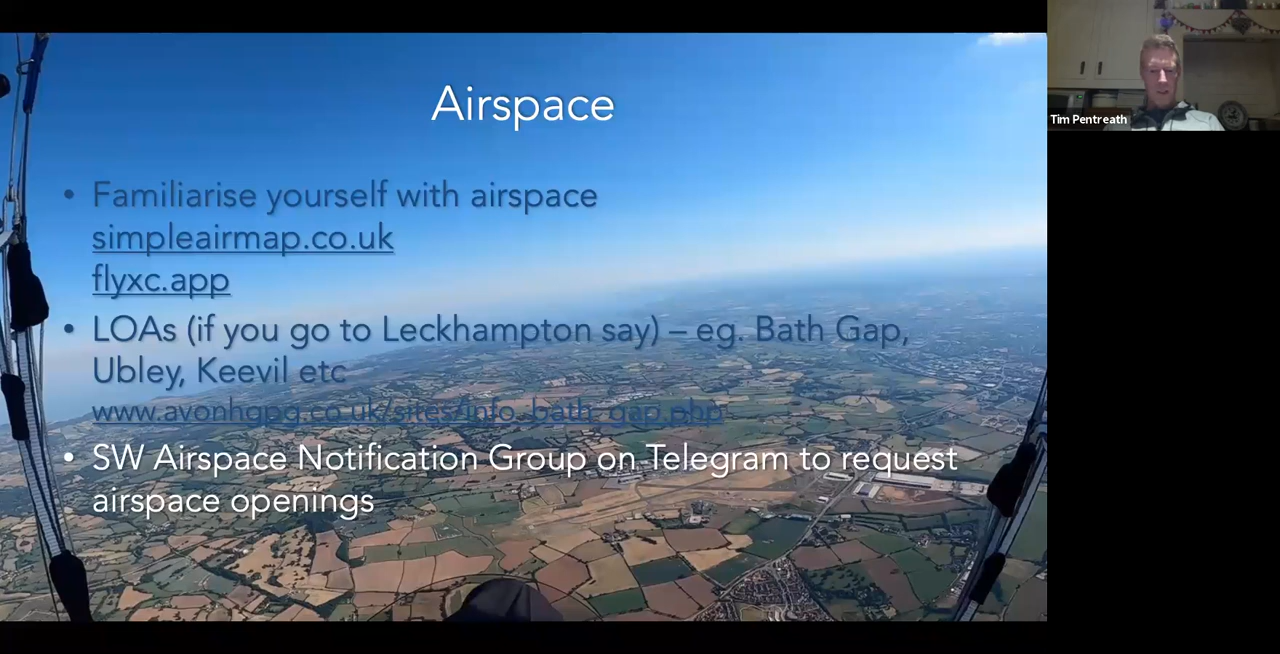 Airspace
• Familiarise yourself with airspace
simpleairmap.co.uk
flyxc.app
• LOAs (if you go to Leckhampton say) – eg. Bath Gap,
Ubley, Keevil etc
www.avonhgpg.co.uk/sites/info_bath_gap.php
• SW Airspace Notification Group on Telegram to request
airspace openings
Tim Pentreath